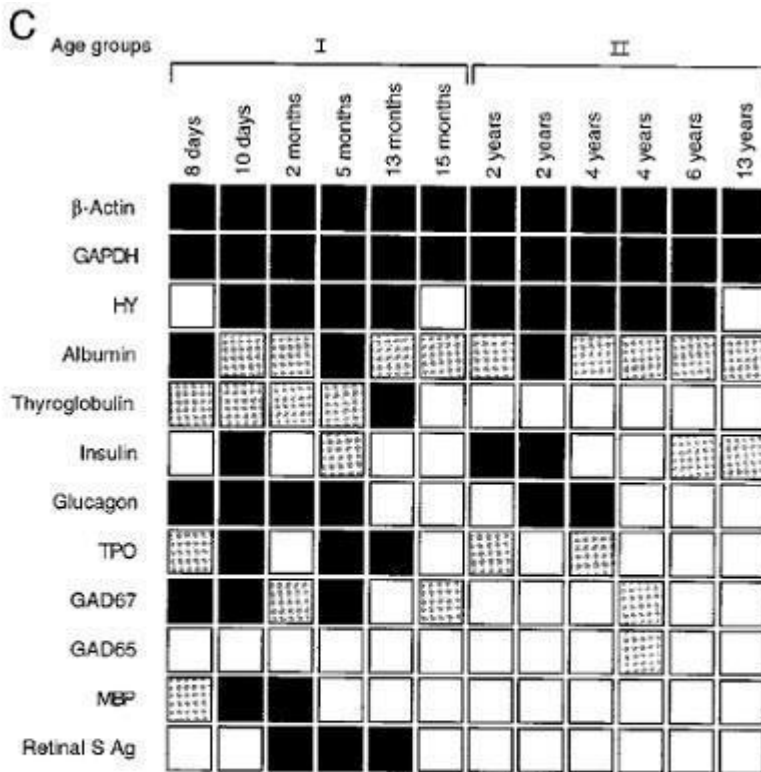 C
Age groups I II
8 days 10 days 2 months 5 months 13 months 15 months 2 years 2 years 4 years 4 years 6 years 13 years
β-Actin
GAPDH
HY
Albumin
Thyroglobulin
Insulin
Glucagon
TPO
GAD67
GAD65
MBP
Retinal S Ag